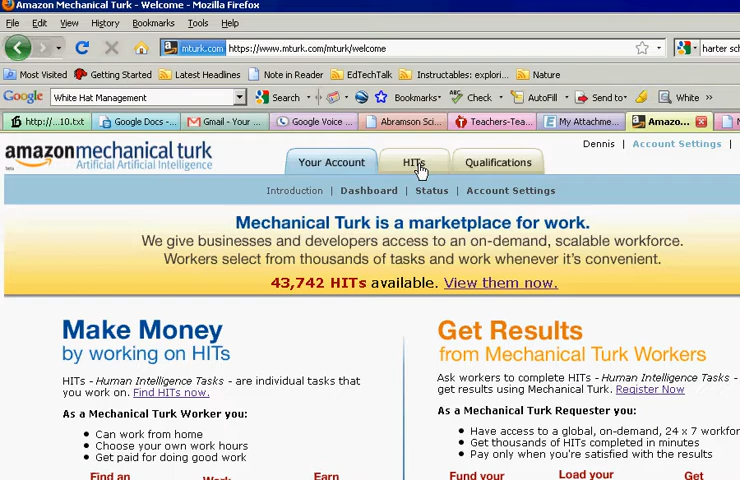 Amazon Mechanical Turk - Welcome - Mozilla Firefox
File Edit View History Bookmarks Tools Help
mturk.com https://www.mturk.com/mturk/welcome harter sch
Most Visited Getting Started Latest Headlines Note in Reader EdTechTalk Instructables: explori... Nature
Google White Hat Management Search Bookmarks Check AutoFill Send to White
http://...10.txt Google Docs -... Gmail - Your ... Google Voice ... Abramson Sci... Teachers-Tea... My Attachme... Amazo...
Dennis Account Settings
amazonmechanical turk
Artificial Artificial Intelligence
beta
Your Account HITs Qualifications
Introduction Dashboard Status Account Settings
Mechanical Turk is a marketplace for work.
We give businesses and developers access to an on-demand, scalable workforce.
Workers select from thousands of tasks and work whenever it's convenient.
43,742 HITs available. View them now.
Make Money
by working on HITs
HITs - Human Intelligence Tasks - are individual tasks that
you work on. Find HITs now.
As a Mechanical Turk Worker you:
Can work from home
Choose your own work hours
Get paid for doing good work
Find an Work Earn
Get Results
from Mechanical Turk Workers
Ask workers to complete HITs - Human Intelligence Tasks -
get results using Mechanical Turk. Register Now
As a Mechanical Turk Requester you:
Have access to a global, on-demand, 24 x 7 workfor
Get thousands of HITs completed in minutes
Pay only when you're satisfied with the results
Fund your Load your Get